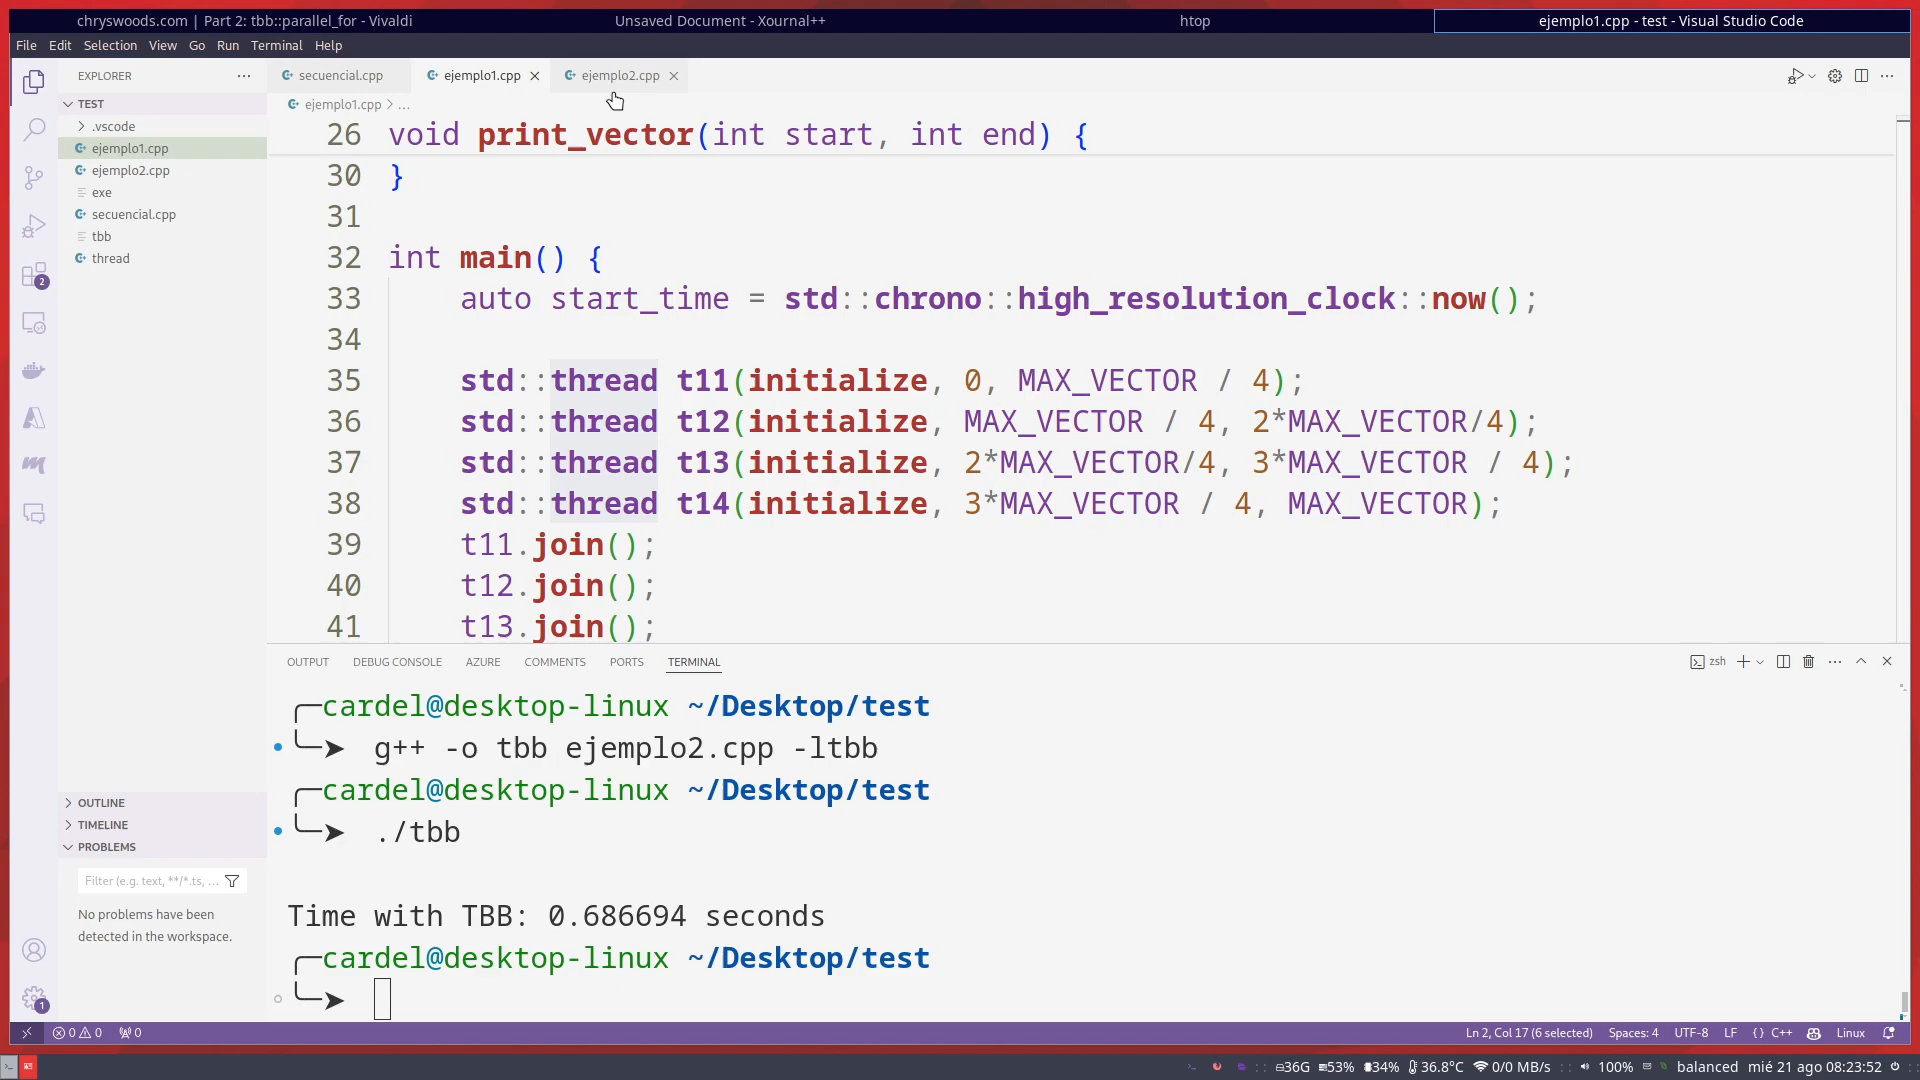 chryswoods.com | Part 2: tbb::parallel_for - Vivaldi
Unsaved Document - Xournal++
htop
ejemplo1.cpp - test - Visual Studio Code
File Edit Selection View Go Run Terminal Help
EXPLORER
TEST
.vscode
ejemplo1.cpp
ejemplo2.cpp
exe
secuencial.cpp
tbb
thread
OUTLINE
TIMELINE
PROBLEMS
Filter (e.g. text, **/*.ts, ...
No problems have been
detected in the workspace.
2
1
secuencial.cpp
ejemplo1.cpp
ejemplo2.cpp
ejemplo1.cpp > ...
26 void print_vector(int start, int end) {
30 }
31
32 int main() {
33 auto start_time = std::chrono::high_resolution_clock::now();
34
35 std::thread t11(initialize, 0, MAX_VECTOR / 4);
36 std::thread t12(initialize, MAX_VECTOR / 4, 2*MAX_VECTOR/4);
37 std::thread t13(initialize, 2*MAX_VECTOR/4, 3*MAX_VECTOR / 4);
38 std::thread t14(initialize, 3*MAX_VECTOR / 4, MAX_VECTOR);
39 t11.join();
40 t12.join();
41 t13.join();
OUTPUT DEBUG CONSOLE AZURE COMMENTS PORTS TERMINAL
zsh
cardel@desktop-linux ~/Desktop/test
g++ -o tbb ejemplo2.cpp -ltbb
cardel@desktop-linux ~/Desktop/test
./tbb
Time with TBB: 0.686694 seconds
cardel@desktop-linux ~/Desktop/test
0 0 0
Ln 2, Col 17 (6 selected) Spaces: 4 UTF-8 LF {} C++ Linux
36G 53% 34% 36.8°C 0/0 MB/s :: 100% balanced mié 21 ago 08:23:52